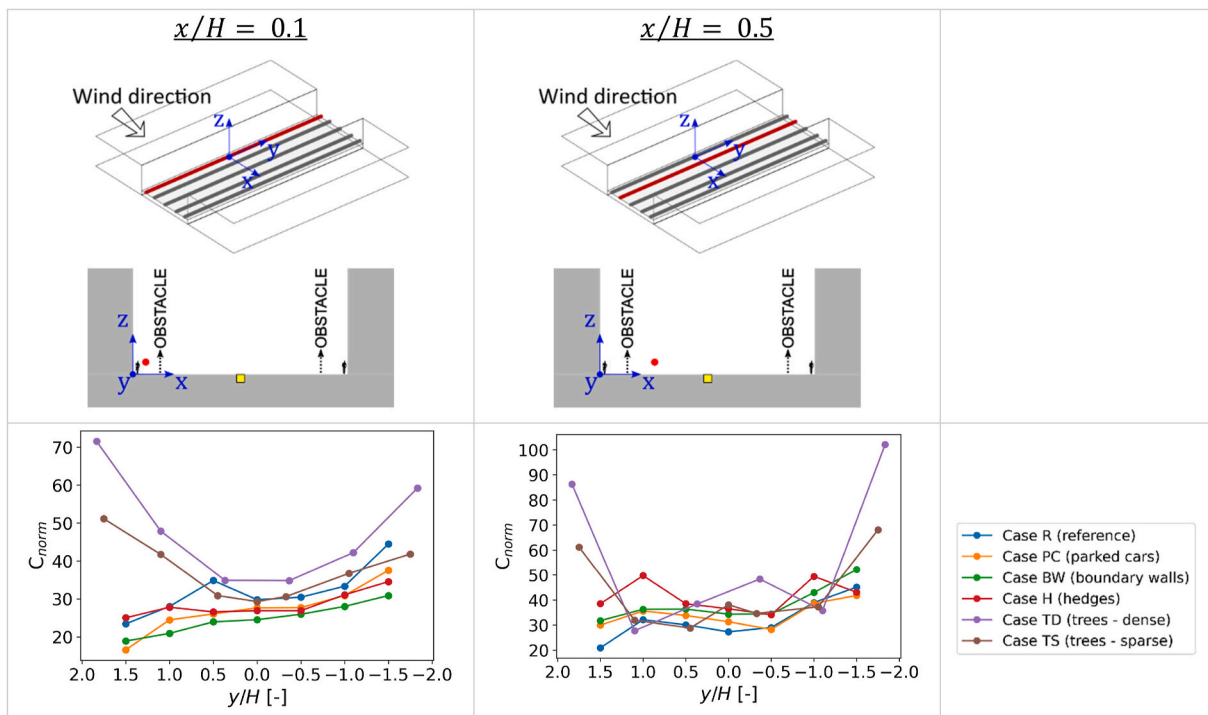 x/H = 0.1
x/H = 0.5
Wind direction
z
y
x
Wind direction
z
y
x
OBSTACLE
OBSTACLE
z
y
x
OBSTACLE
OBSTACLE
z
y
x
70
60
50
40
30
20
Cnorm
2.0 1.5 1.0 0.5 0.0 −0.5 −1.0 −1.5 −2.0
y/H [-]
100
90
80
70
60
50
40
30
20
Cnorm
2.0 1.5 1.0 0.5 0.0 −0.5 −1.0 −1.5 −2.0
y/H [-]
Case R (reference)
Case PC (parked cars)
Case BW (boundary walls)
Case H (hedges)
Case TD (trees - dense)
Case TS (trees - sparse)